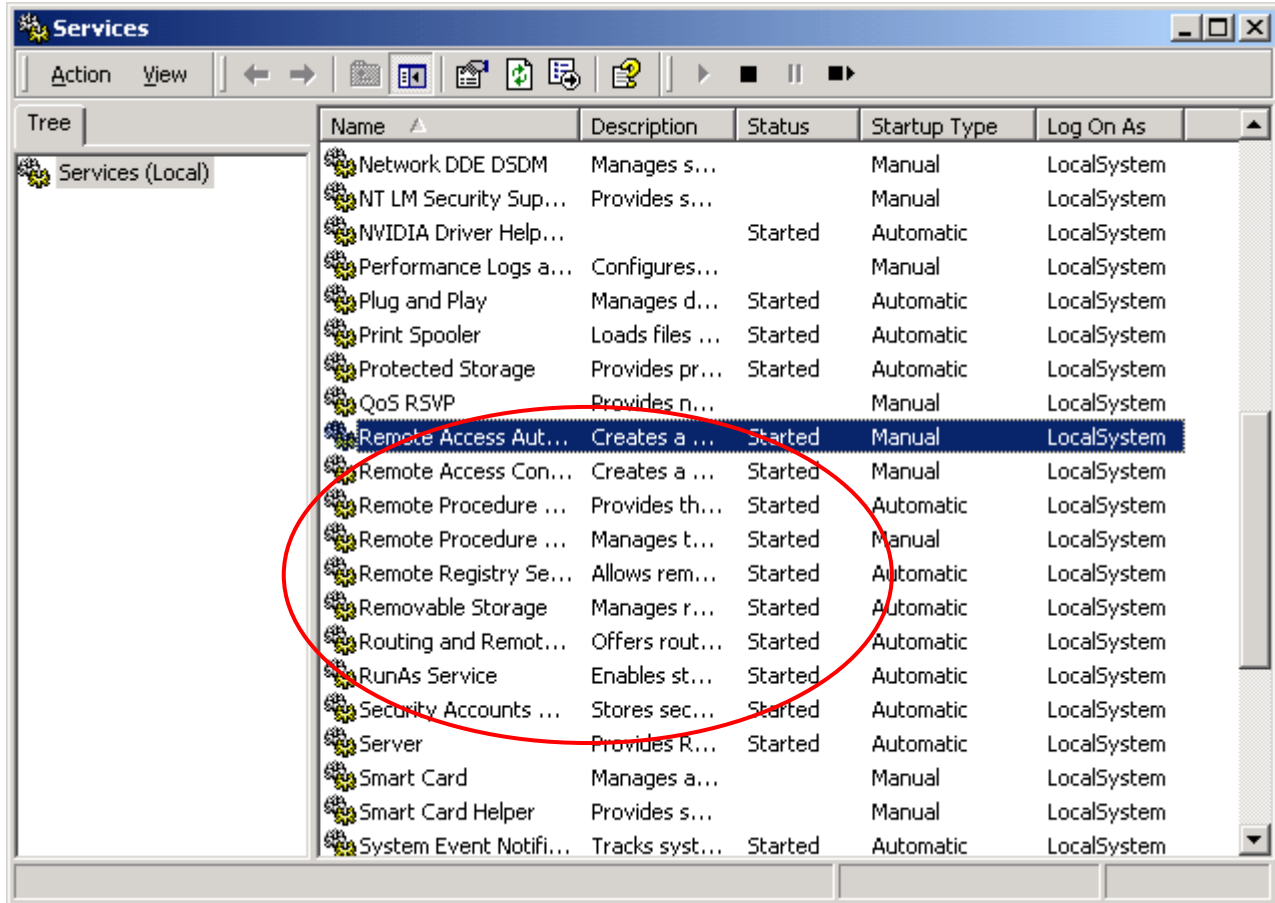 Services
Action View
Tree
Name Description Status Startup Type Log On As
Services (Local)
Network DDE DSDM Manages s... Manual LocalSystem
NT LM Security Sup... Provides s... Manual LocalSystem
NVIDIA Driver Help... Started Automatic LocalSystem
Performance Logs a... Configures... Manual LocalSystem
Plug and Play Manages d... Started Automatic LocalSystem
Print Spooler Loads files ... Started Automatic LocalSystem
Protected Storage Provides pr... Started Automatic LocalSystem
QoS RSVP Provides n... Manual LocalSystem
Remote Access Aut... Creates a ... Started Manual LocalSystem
Remote Access Con... Creates a ... Started Manual LocalSystem
Remote Procedure ... Provides th... Started Automatic LocalSystem
Remote Procedure ... Manages t... Started Manual LocalSystem
Remote Registry Se... Allows rem... Started Automatic LocalSystem
Removable Storage Manages r... Started Automatic LocalSystem
Routing and Remot... Offers rout... Started Automatic LocalSystem
RunAs Service Enables st... Started Automatic LocalSystem
Security Accounts ... Stores sec... Started Automatic LocalSystem
Server Provides R... Started Automatic LocalSystem
Smart Card Manages a... Manual LocalSystem
Smart Card Helper Provides s... Manual LocalSystem
System Event Notifi... Tracks syst... Started Automatic LocalSystem